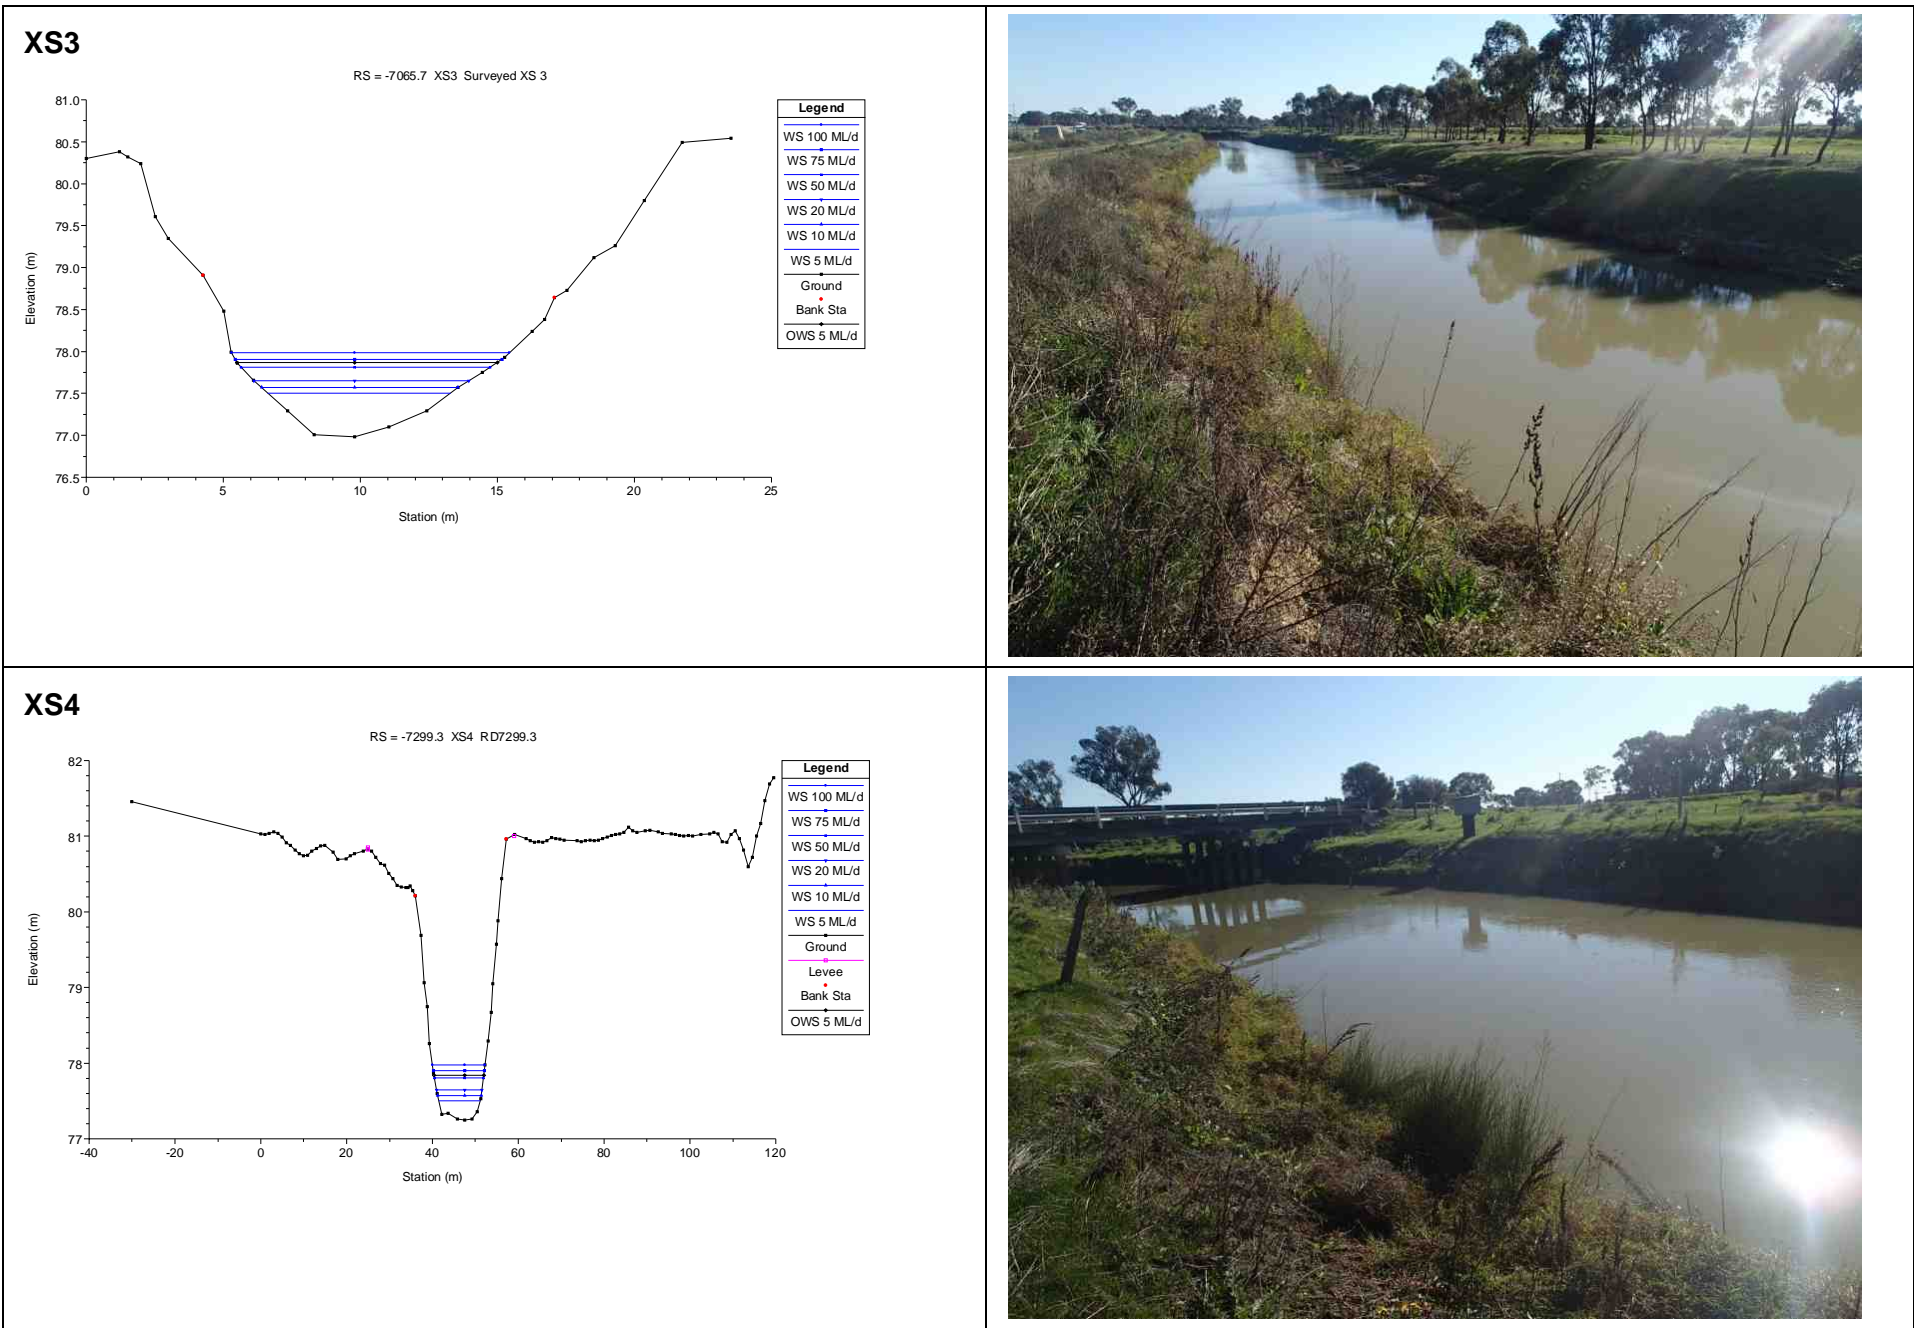 XS3
RS = -7065.7 XS3 Surveyed XS 3
81.0
80.5
80.0
79.5
79.0
78.5
78.0
77.5
77.0
76.5
0 5 10 15 20 25
Station (m)
Elevation (m)
Legend
WS 100 ML/d
WS 75 ML/d
WS 50 ML/d
WS 20 ML/d
WS 10 ML/d
WS 5 ML/d
Ground
Bank Sta
OWS 5 ML/d
XS4
RS = -7299.3 XS4 RD7299.3
82
81
80
79
78
77
-40 -20 0 20 40 60 80 100 120
Station (m)
Elevation (m)
Legend
WS 100 ML/d
WS 75 ML/d
WS 50 ML/d
WS 20 ML/d
WS 10 ML/d
WS 5 ML/d
Ground
Levee
Bank Sta
OWS 5 ML/d